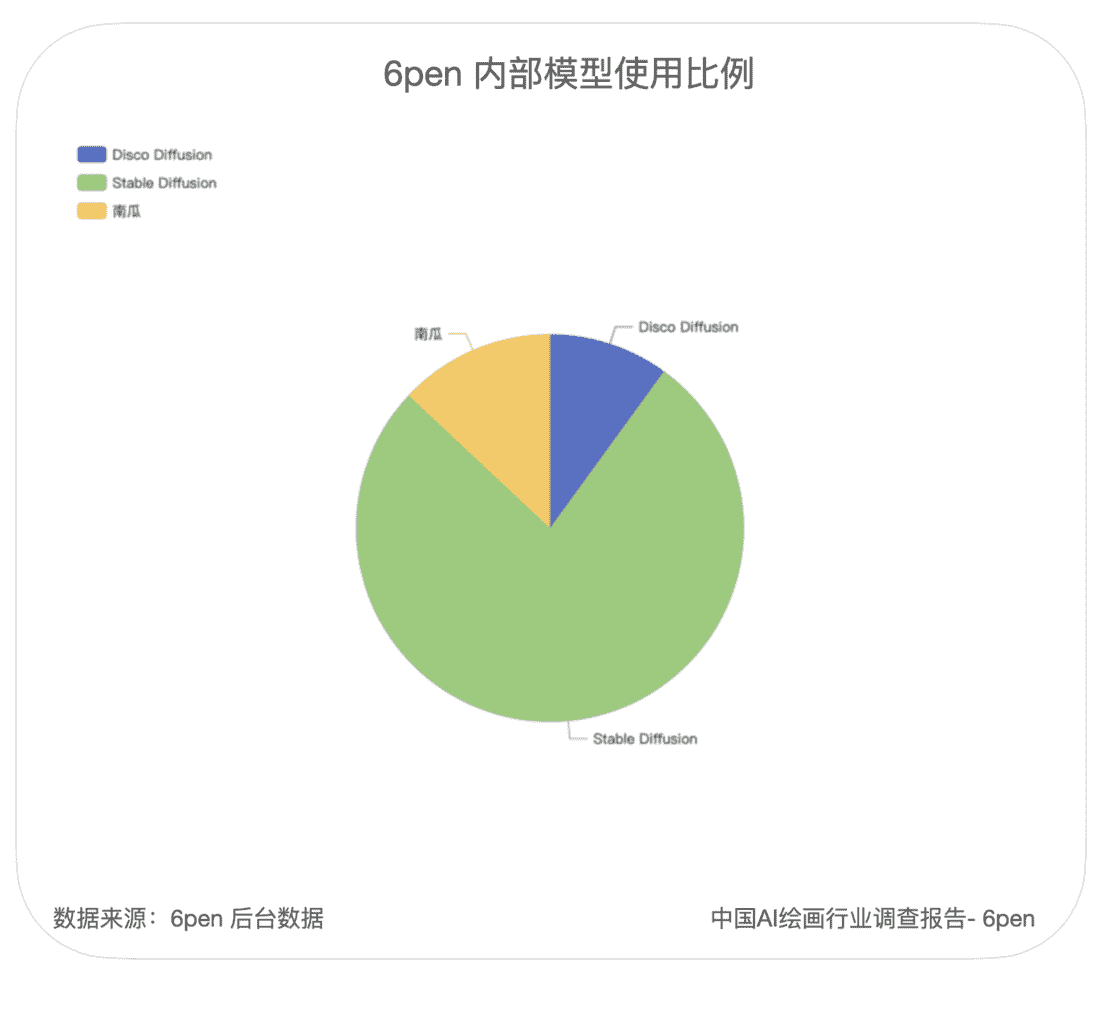 6pen 内部模型使用比例
Disco Diffusion
Stable Diffusion
南瓜
南瓜
Disco Diffusion
Stable Diffusion
数据来源：6pen 后台数据
中国AI绘画行业调查报告- 6pen